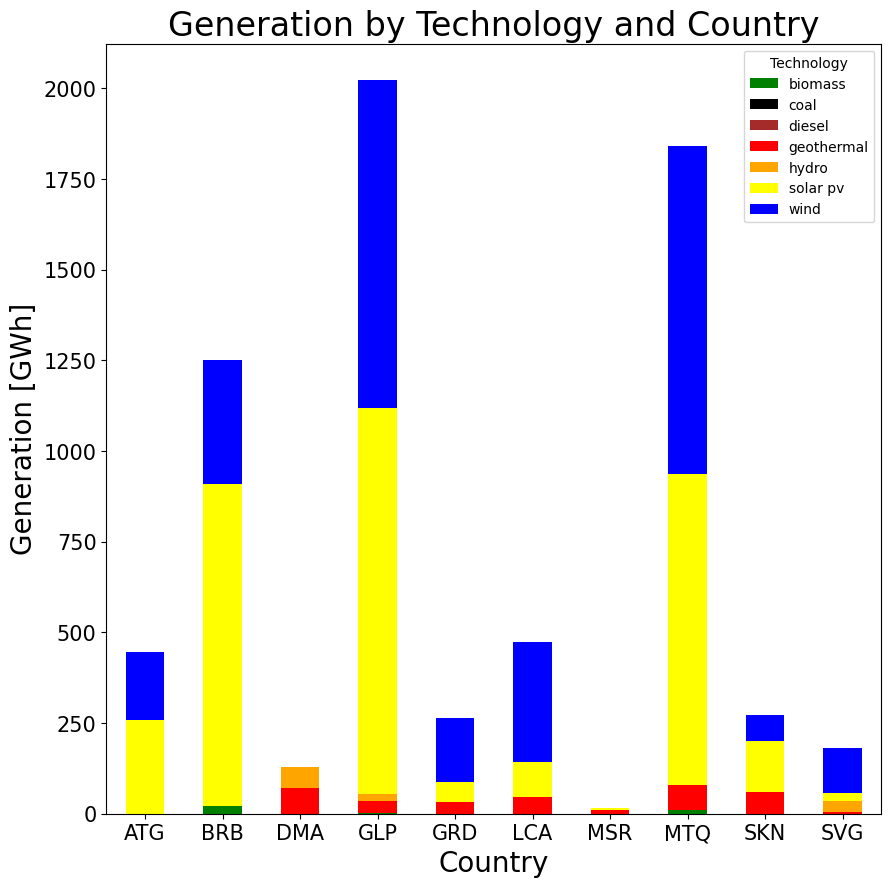 Generation by Technology and Country
Technology
biomass
coal
diesel
geothermal
hydro
solar pv
wind
Generation [GWh]
2000
1750
1500
1250
1000
750
500
250
0
ATG BRB DMA GLP GRD LCA MSR MTQ SKN SVG
Country